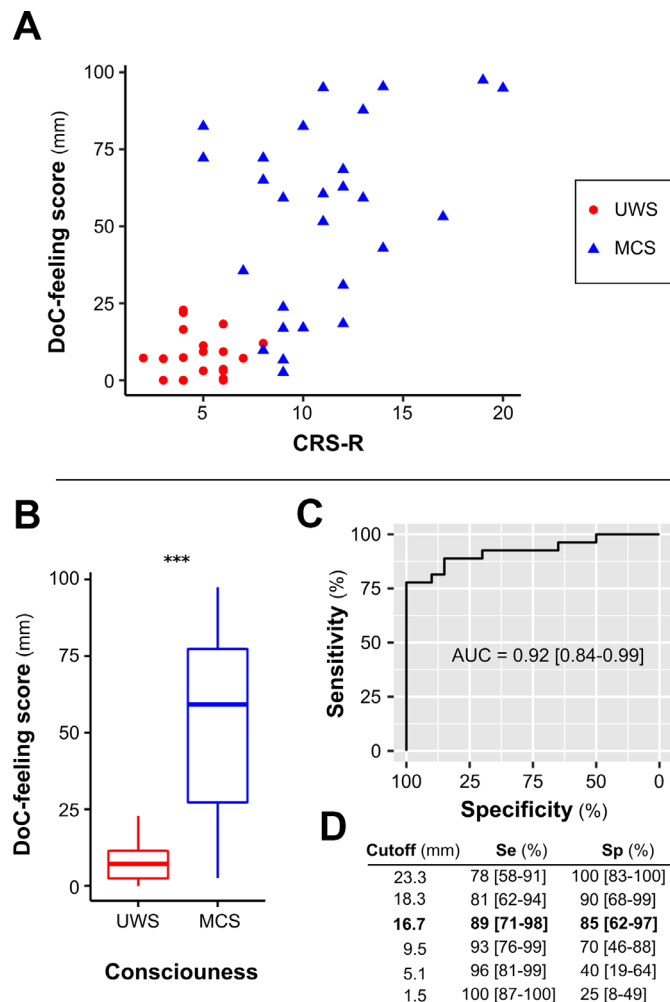 A
DoC-feeling score (mm)
100
75
50
25
0
5
10
15
20
CRS-R
UWS
MCS
B
***
DoC-feeling score (mm)
100
75
50
25
0
UWS
MCS
Consciouness
C
Sensitivity (%)
100
75
50
25
0
AUC = 0.92 [0.84-0.99]
100 25 75 50 0
Specificity (%)
D
Cutoff (mm) Se (%) Sp (%)
23.3 78 [58-91] 100 [83-100]
18.3 81 [62-94] 90 [68-99]
16.7 89 [71-98] 85 [62-97]
9.5 93 [76-99] 70 [46-88]
5.1 96 [81-99] 40 [19-64]
1.5 100 [87-100] 25 [8-49]